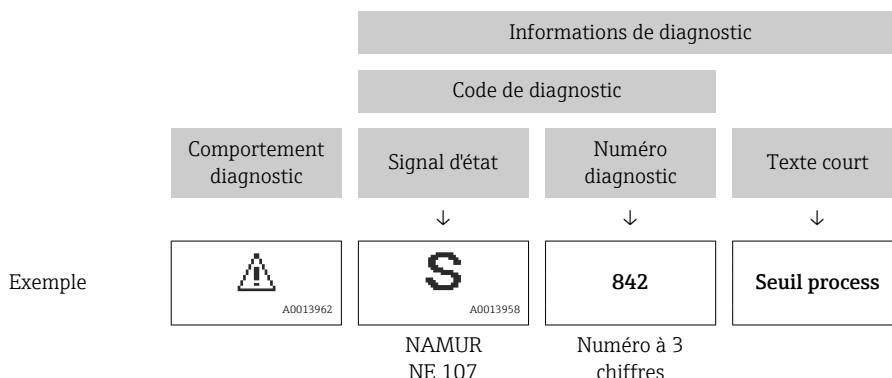 Informations de diagnostic
Code de diagnostic
Comportement
diagnostic
Signal d'état
Numéro
diagnostic
Texte court
↓ ↓ ↓
Exemple
A0013962
S
A0013958
842
Seuil process
NAMUR
NE 107
Numéro à 3
chiffres